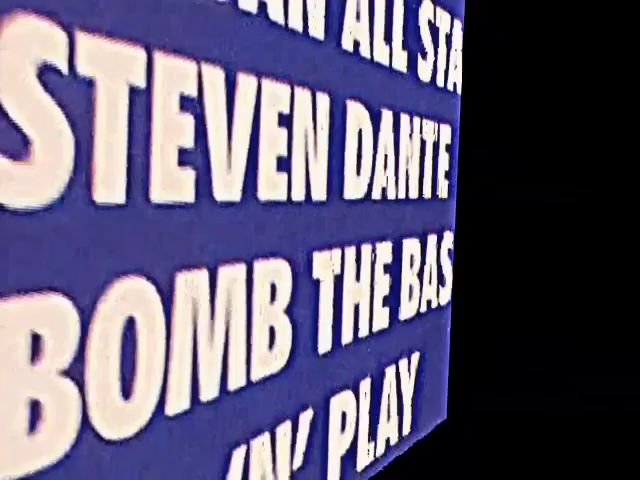 ALL STA
STEVEN DANTE
BOMB THE BAS
'N' PLAY